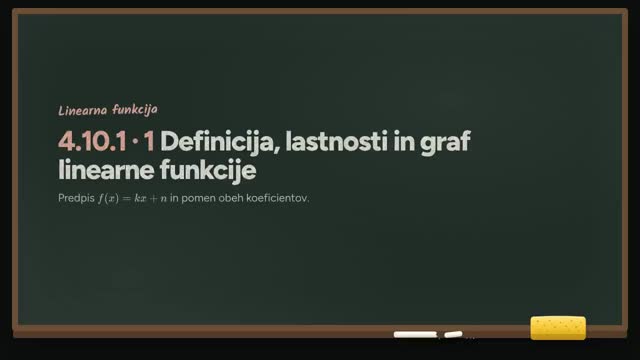 Linearna funkcija
4.10.1 · 1 Definicija, lastnosti in graf
linearne funkcije
Predpis f(x) = kx + n in pomen obeh koeficientov.